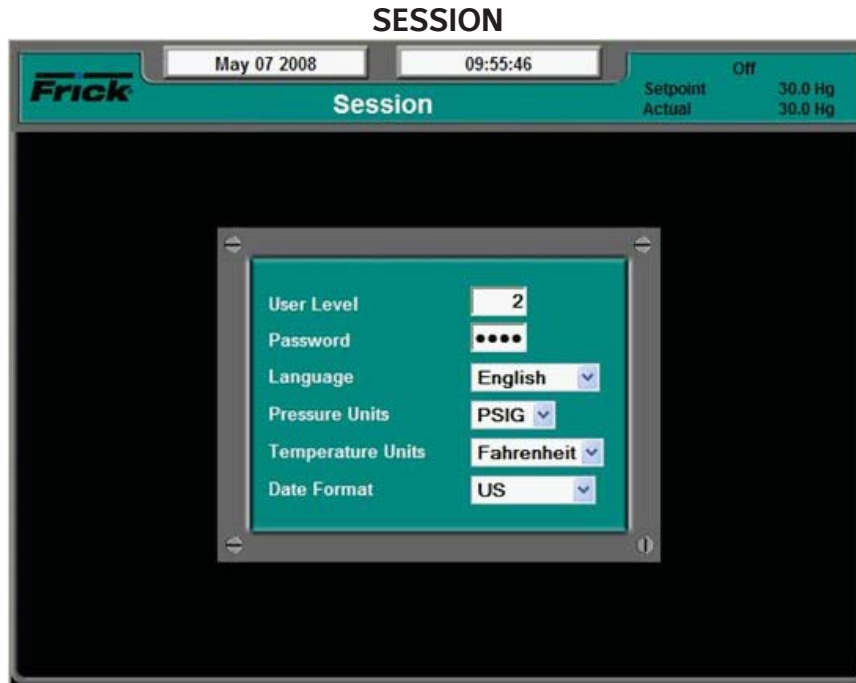 SESSION
May 07 2008 09:55:46
Frick
Session
Off
Setpoint 30.0 Hg
Actual 30.0 Hg
User Level 2
Password ••••
Language English
Pressure Units PSIG
Temperature Units Fahrenheit
Date Format US